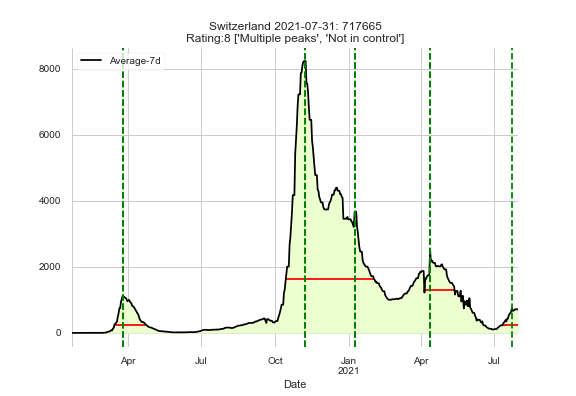 Switzerland 2021-07-31: 717665
Rating:8 ['Multiple peaks', 'Not in control']
Average-7d
8000
6000
4000
2000
0
Apr Jul Oct Jan Apr Jul
2021
Date